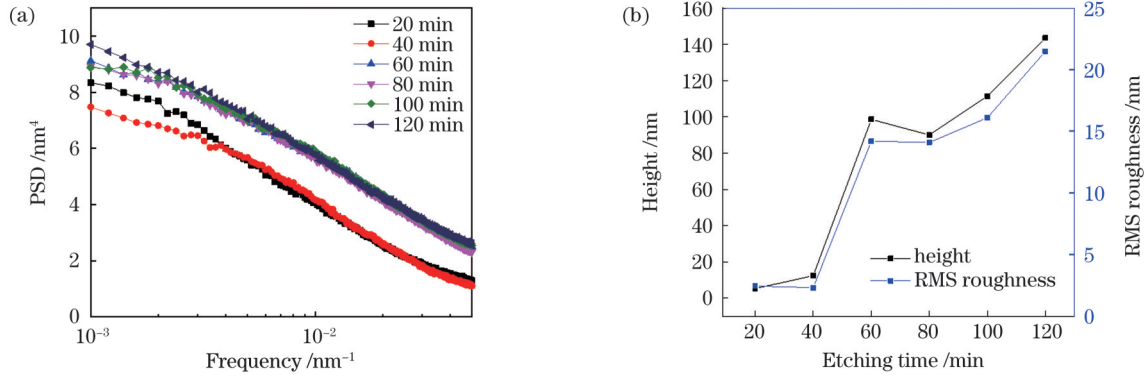 (a)
PSD /nm⁴
10
8
6
4
2
0
10⁻³
10⁻²
Frequency /nm⁻¹
20 min
40 min
60 min
80 min
100 min
120 min
(b)
Height /nm
160
140
120
100
80
60
40
20
0
20
40
60
80
100
120
Etching time /min
height
RMS roughness
25
20
15
10
5
0
RMS roughness /nm